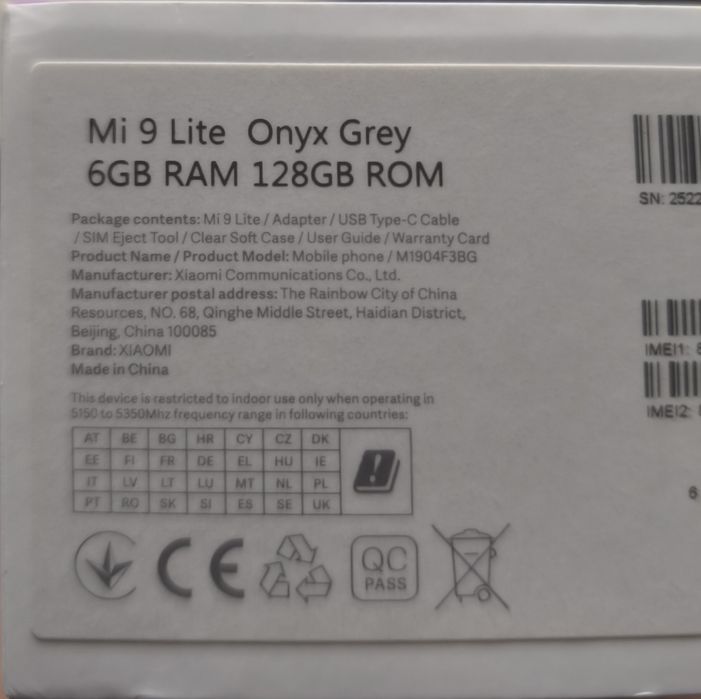 Mi 9 Lite Onyx Grey
6GB RAM 128GB ROM
SN: 2522
Package contents: Mi 9 Lite / Adapter / USB Type-C Cable
/ SIM Eject Tool / Clear Soft Case / User Guide / Warranty Card
Product Name / Product Model: Mobile phone / M1904F3BG
Manufacturer: Xiaomi Communications Co., Ltd.
Manufacturer postal address: The Rainbow City of China
Resources, NO. 68, Qinghe Middle Street, Haidian District,
Beijing, China 100085
Brand: XIAOMI
Made in China
IMEI1:
IMEI2:
This device is restricted to indoor use only when operating in
5150 to 5350Mhz frequency range in following countries:
AT BE BG HR CY CZ DK
EE FI FR DE EL HU IE
IT LV LT LU MT NL PL
PT RO SK SI ES SE UK
6
CE
QC
PASS